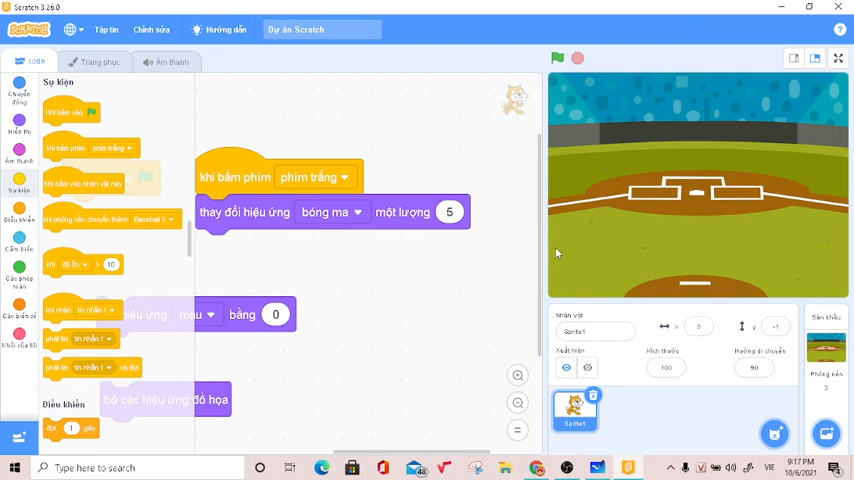 Scratch 3.26.0
SCRATCH
Tập tin
Chỉnh sửa
Hướng dẫn
Dự án Scratch
code
Trang phục
Âm thanh
Chuyển động
Hiển thị
Âm thanh
Sự kiện
Điều khiển
Cảm biến
Các phép toán
Các biến số
Khối của tôi
Sự kiện
Khi bấm vào
khi bấm phím phím trắng
Khi bấm vào nhân vật này
khi phông nền chuyển thành Baseball 1
khi độ ồn > 10
khi nhận tin nhắn 1
phát tin tin nhắn 1
phát tin tin nhắn 1 và đợi
Điều khiển
đợi 1 giây
khi bấm phím phím trắng
thay đổi hiệu ứng bóng ma một lượng 5
hiệu ứng màu bằng 0
bỏ các hiệu ứng đồ họa
Nhân vật
Sprite1
x 3
y -1
Xuất hiện
Kích thước
100
Hướng di chuyển
90
Sprite1
Sân khấu
Phông nền
3
Type here to search
48
VIE
9:17 PM
10/6/2021
4